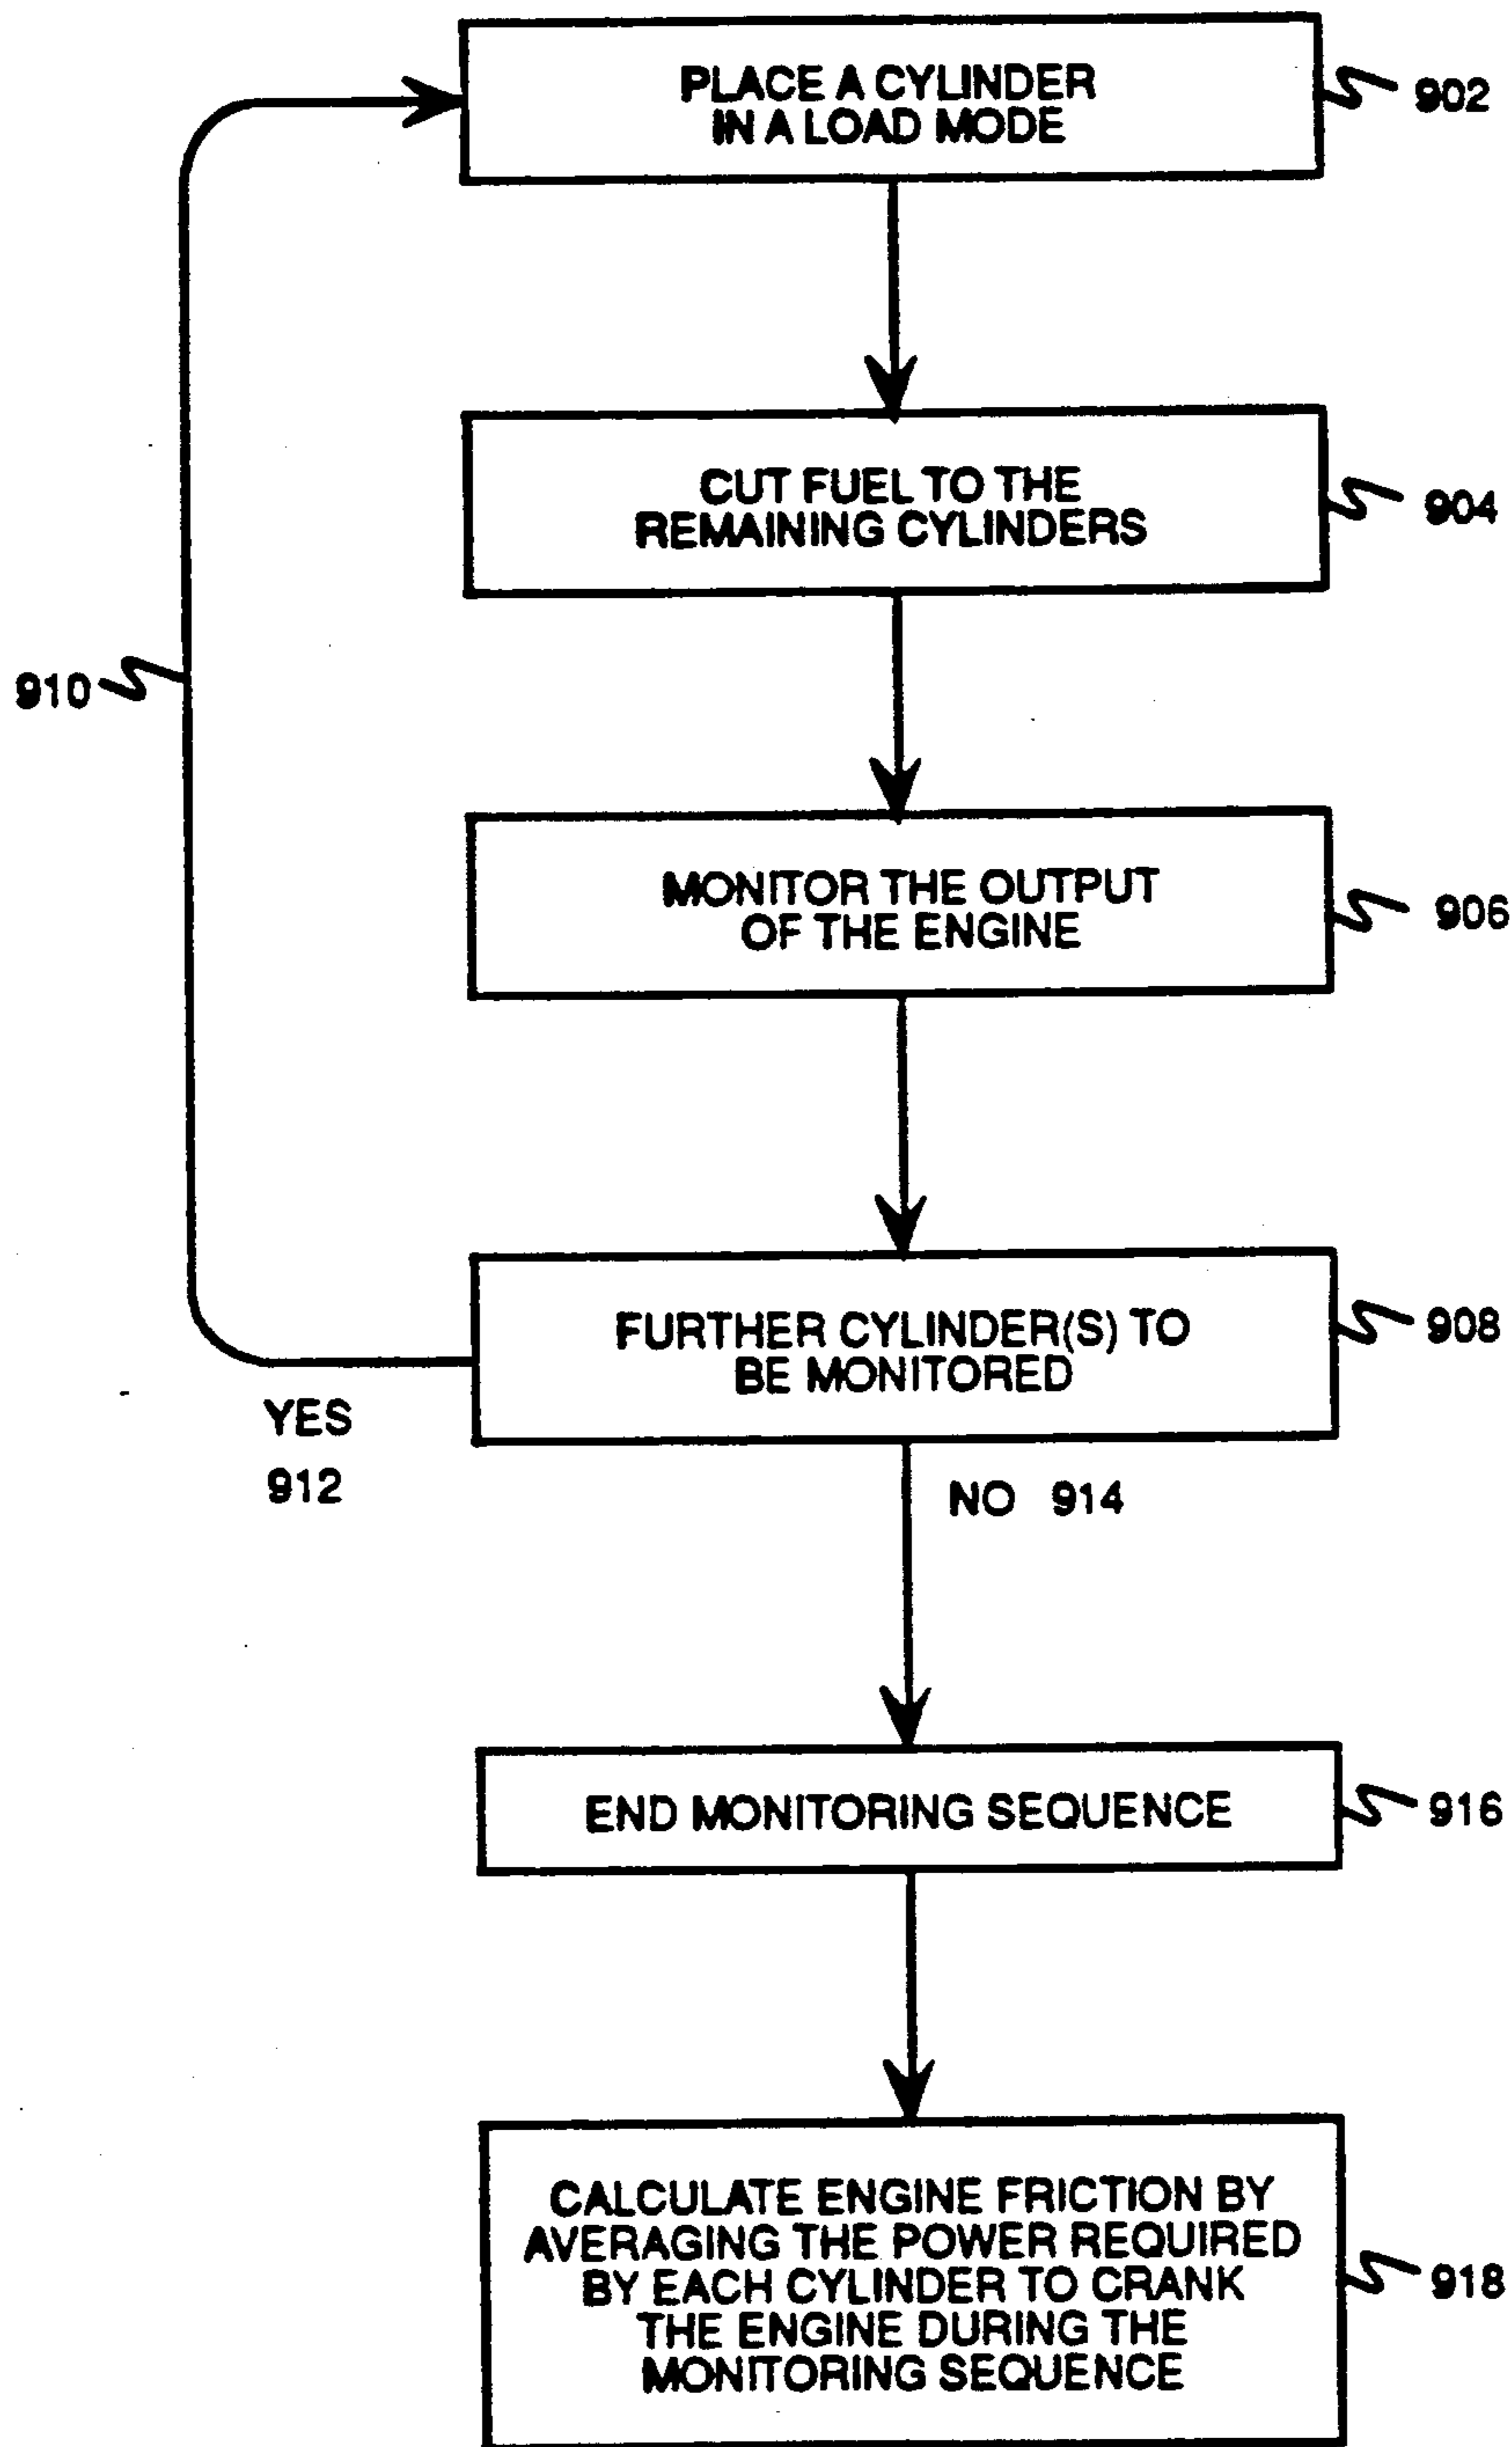 PLACE A CYLINDER
IN A LOAD MODE
902
CUT FUEL TO THE
REMAINING CYLINDERS
904
910
MONITOR THE OUTPUT
OF THE ENGINE
906
FURTHER CYLINDER(S) TO
BE MONITORED
908
YES
912
NO 914
END MONITORING SEQUENCE
916
CALCULATE ENGINE FRICTION BY
AVERAGING THE POWER REQUIRED
BY EACH CYLINDER TO CRANK
THE ENGINE DURING THE
MONITORING SEQUENCE
918